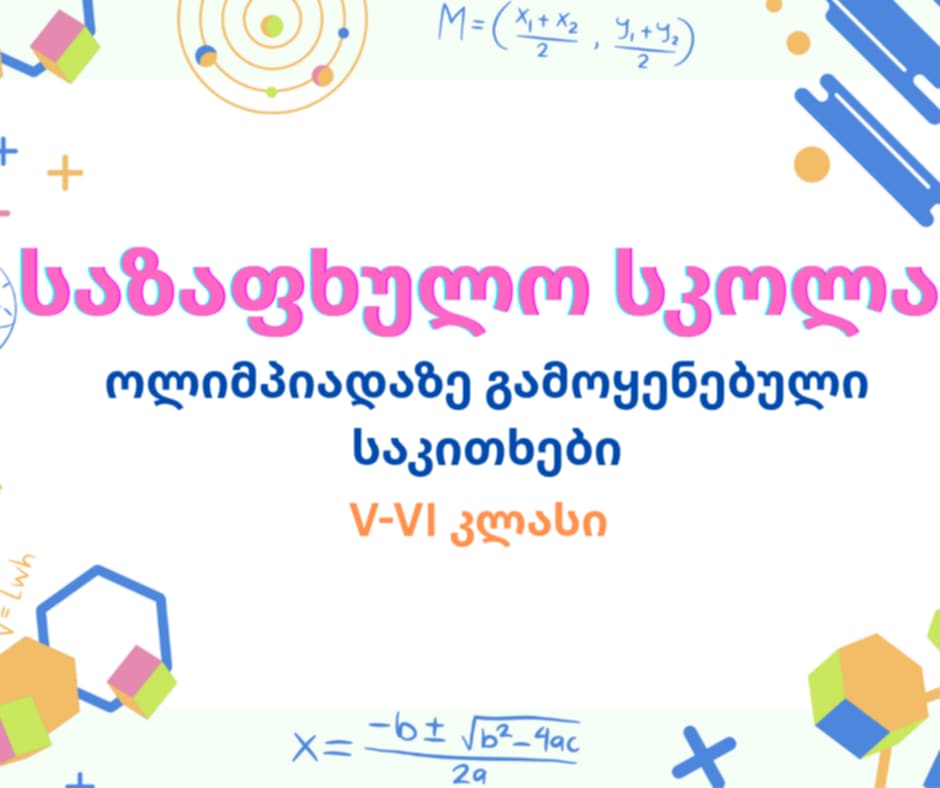 M = (x₁ + x₂ / 2 , y₁ + y₂ / 2)
საზაფხულო სკოლა
ოლიმპიადაზე გამოყენებული
საკითხები
V-VI კლასი
V = Lwh
x = -b ± √b² - 4ac / 2a